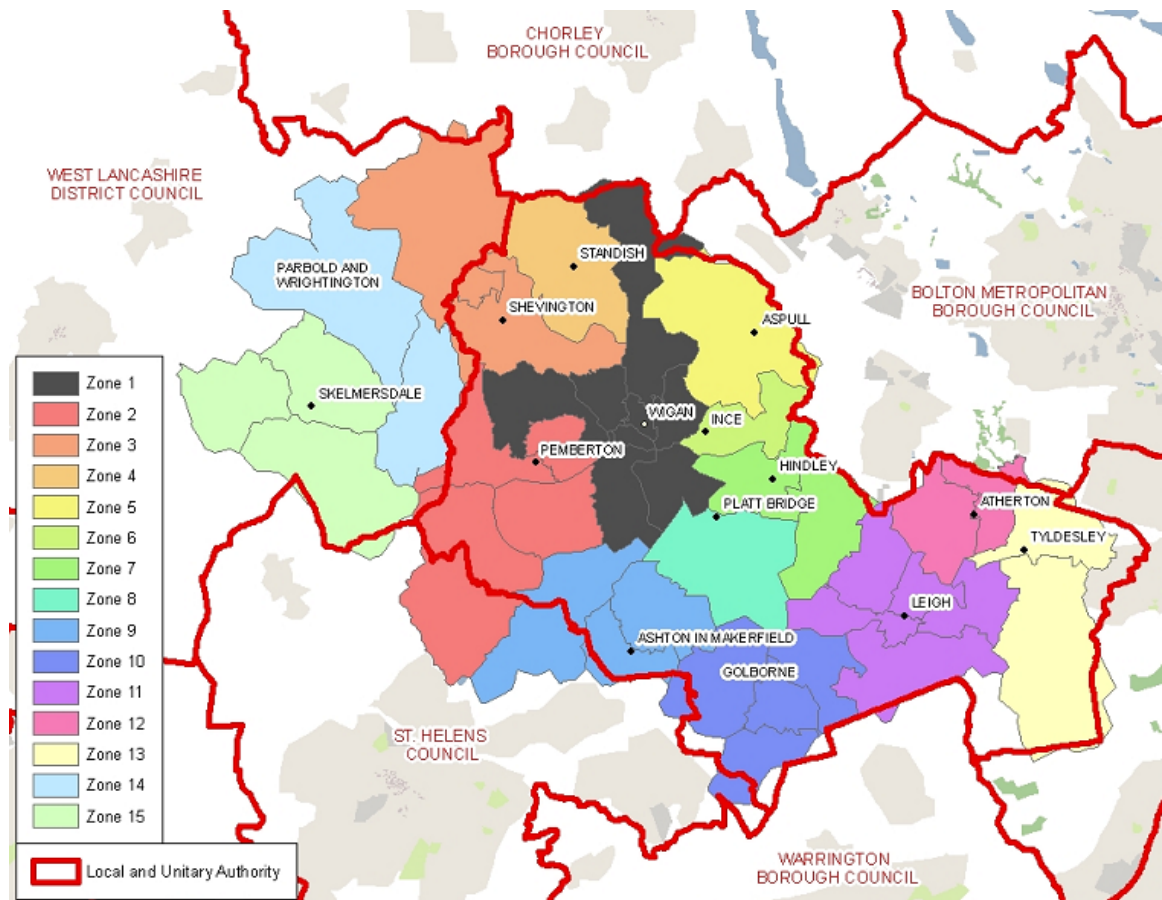 CHORLEY
BOROUGH COUNCIL
WEST LANCASHIRE
DISTRICT COUNCIL
STANDISH
PARBOLD AND
WRIGHTINGTON
BOLTON METROPOLITAN
BOROUGH COUNCIL
SHEVINGTON
ASPULL
SKELMERSDALE
WIGAN
INCE
PEMBERTON
HINDLEY
PLATT BRIDGE
ATHERTON
TYLDESLEY
LEIGH
ASHTON IN MAKERFIELD
GOLBORNE
ST. HELENS
COUNCIL
WARRINGTON
BOROUGH COUNCIL
Zone 1
Zone 2
Zone 3
Zone 4
Zone 5
Zone 6
Zone 7
Zone 8
Zone 9
Zone 10
Zone 11
Zone 12
Zone 13
Zone 14
Zone 15
Local and Unitary Authority